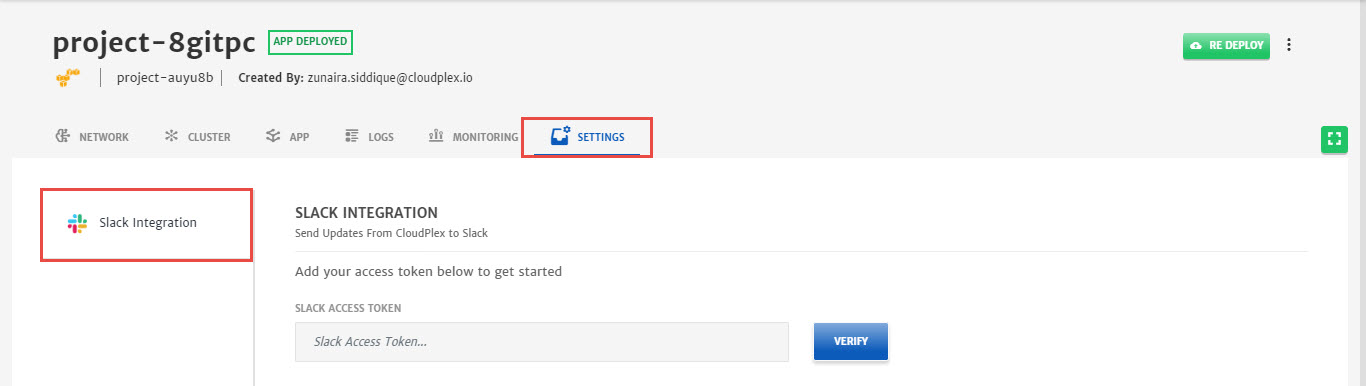 project-8gitpc APP DEPLOYED
RE DEPLOY
project-auyu8b Created By: zunaira.siddique@cloudplex.io
NETWORK CLUSTER APP LOGS MONITORING SETTINGS
Slack Integration
SLACK INTEGRATION
Send Updates From CloudPlex to Slack
Add your access token below to get started
SLACK ACCESS TOKEN
Slack Access Token... VERIFY